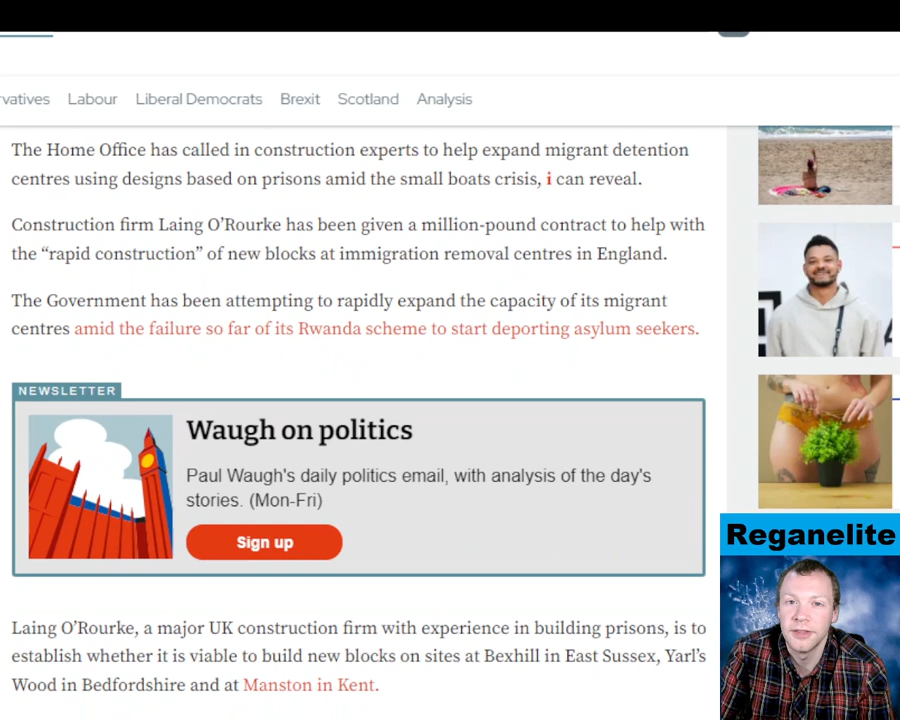 vatives Labour Liberal Democrats Brexit Scotland Analysis
The Home Office has called in construction experts to help expand migrant detention
centres using designs based on prisons amid the small boats crisis, i can reveal.
Construction firm Laing O’Rourke has been given a million-pound contract to help with
the “rapid construction” of new blocks at immigration removal centres in England.
The Government has been attempting to rapidly expand the capacity of its migrant
centres amid the failure so far of its Rwanda scheme to start deporting asylum seekers.
NEWSLETTER
Waugh on politics
Paul Waugh's daily politics email, with analysis of the day's
stories. (Mon-Fri)
Sign up
Reganelite
Laing O’Rourke, a major UK construction firm with experience in building prisons, is to
establish whether it is viable to build new blocks on sites at Bexhill in East Sussex, Yarl’s
Wood in Bedfordshire and at Manston in Kent.